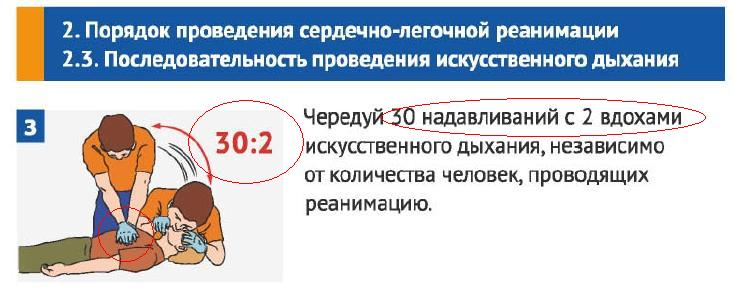 2. Порядок проведения сердечно-легочной реанимации
2.3. Последовательность проведения искусственного дыхания
3
30:2
Чередуй 30 надавливаний с 2 вдохами
искусственного дыхания, независимо
от количества человек, проводящих
реанимацию.